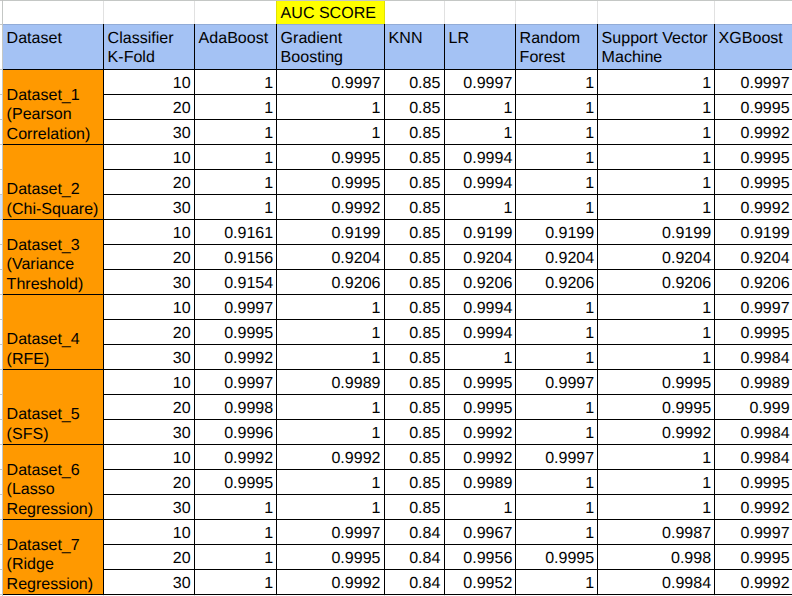 AUC SCORE
Dataset Classifier K-Fold AdaBoost Gradient Boosting KNN LR Random Forest Support Vector Machine XGBoost
Dataset_1 (Pearson Correlation)
10 1 0.9997 0.85 0.9997 1 1 0.9997
20 1 1 0.85 1 1 1 0.9995
30 1 1 0.85 1 1 1 0.9992
Dataset_2 (Chi-Square)
10 1 0.9995 0.85 0.9994 1 1 0.9995
20 1 0.9995 0.85 0.9994 1 1 0.9995
30 1 0.9992 0.85 1 1 1 0.9992
Dataset_3 (Variance Threshold)
10 0.9161 0.9199 0.85 0.9199 0.9199 0.9199 0.9199
20 0.9156 0.9204 0.85 0.9204 0.9204 0.9204 0.9204
30 0.9154 0.9206 0.85 0.9206 0.9206 0.9206 0.9206
Dataset_4 (RFE)
10 0.9997 1 0.85 0.9994 1 1 0.9997
20 0.9995 1 0.85 0.9994 1 1 0.9995
30 0.9992 1 0.85 1 1 1 0.9984
Dataset_5 (SFS)
10 0.9997 0.9989 0.85 0.9995 0.9997 0.9995 0.9989
20 0.9998 1 0.85 0.9995 1 0.9995 0.999
30 0.9996 1 0.85 0.9992 1 0.9992 0.9984
Dataset_6 (Lasso Regression)
10 0.9992 0.9992 0.85 0.9992 0.9997 1 0.9984
20 0.9995 1 0.85 0.9989 1 1 0.9995
30 1 1 0.85 1 1 1 0.9992
Dataset_7 (Ridge Regression)
10 1 0.9997 0.84 0.9967 1 0.9987 0.9997
20 1 0.9995 0.84 0.9956 0.9995 0.998 0.9995
30 1 0.9992 0.84 0.9952 1 0.9984 0.9992